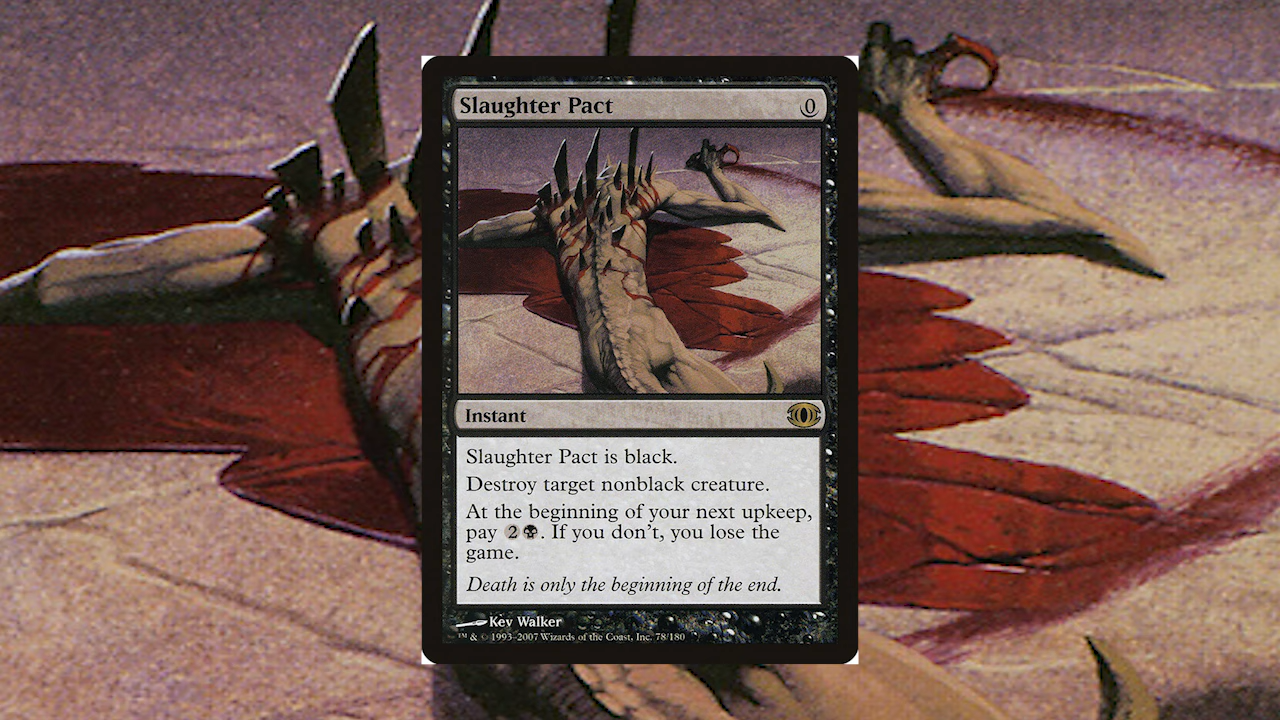 Slaughter Pact 0
Instant
Slaughter Pact is black.
Destroy target nonblack creature.
At the beginning of your next upkeep,
pay 2. If you don't, you lose the
game.
Death is only the beginning of the end.
Kev Walker
™ & © 1993-2007 Wizards of the Coast, Inc. 78/180